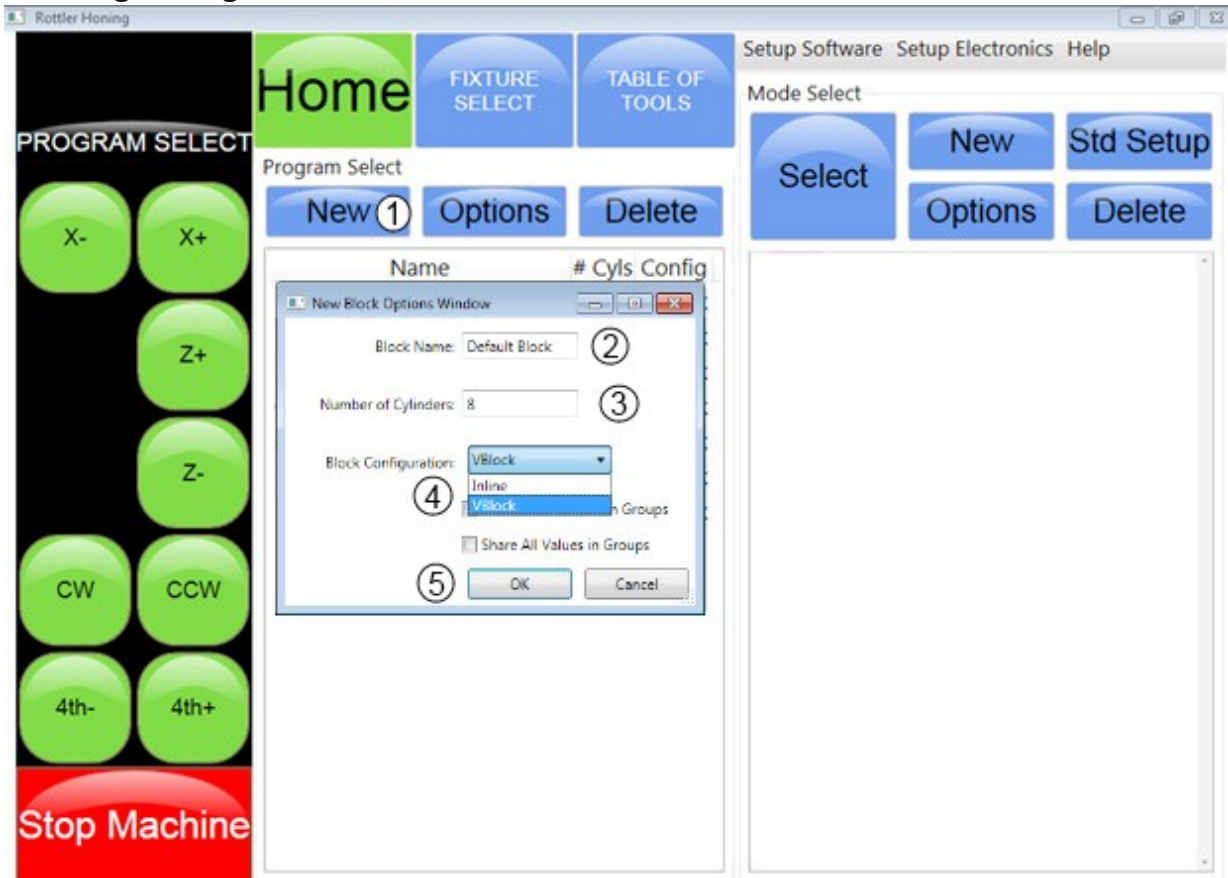 Rottler Honing
Setup Software Setup Electronics Help
Home
FIXTURE
SELECT
TABLE OF
TOOLS
Mode Select
PROGRAM SELECT
Select
New
Std Setup
Options
Delete
Program Select
New ① Options Delete
X- X+
Name # Cyls Config
New Block Options Window
Block Name: Default Block ②
Z+
Number of Cylinders: 8 ③
Block Configuration: VBlock
Inline
④ VBlock
n Groups
Z-
Share All Values in Groups
⑤ OK Cancel
CW CCW
4th- 4th+
Stop Machine